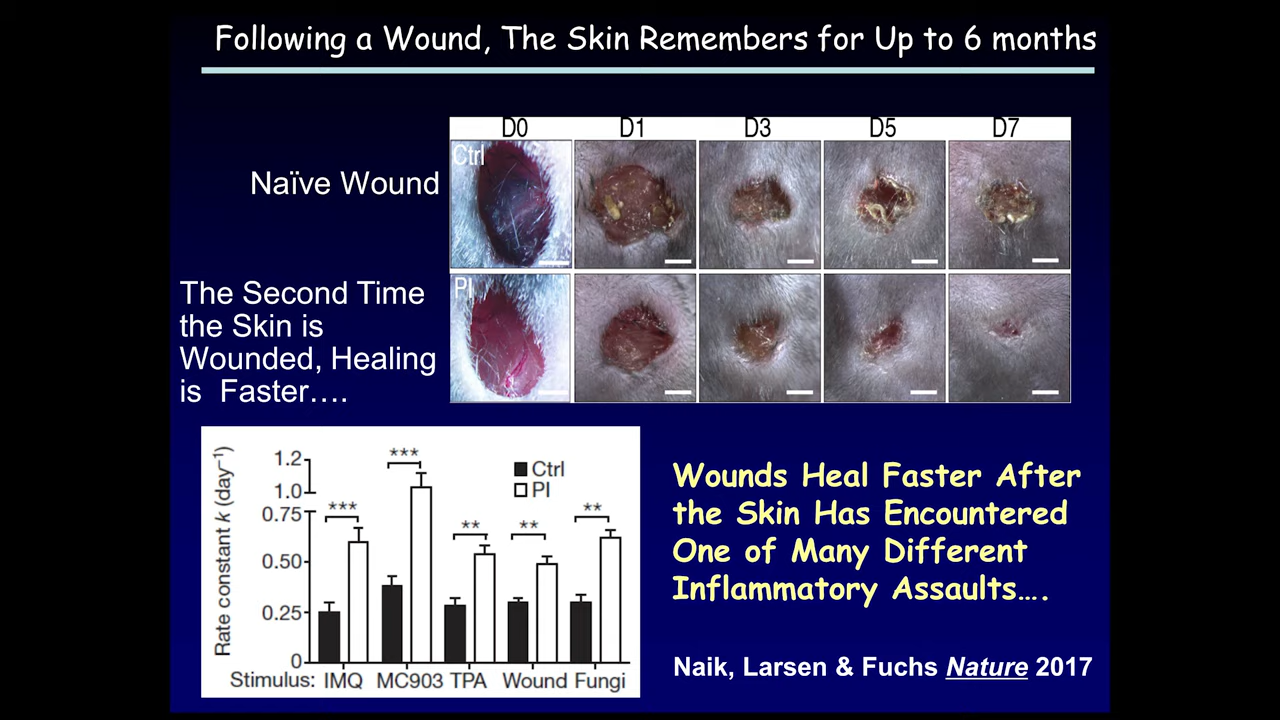 Following a Wound, The Skin Remembers for Up to 6 months
D0 D1 D3 D5 D7
Ctrl
Naïve Wound
PI
The Second Time
the Skin is
Wounded, Healing
is Faster….
Rate constant k (day⁻¹)
1.2
1.0
0.75
0.50
0.25
0
*** *** ** ** **
Ctrl
PI
Stimulus: IMQ MC903 TPA Wound Fungi
Wounds Heal Faster After
the Skin Has Encountered
One of Many Different
Inflammatory Assaults….
Naik, Larsen & Fuchs Nature 2017